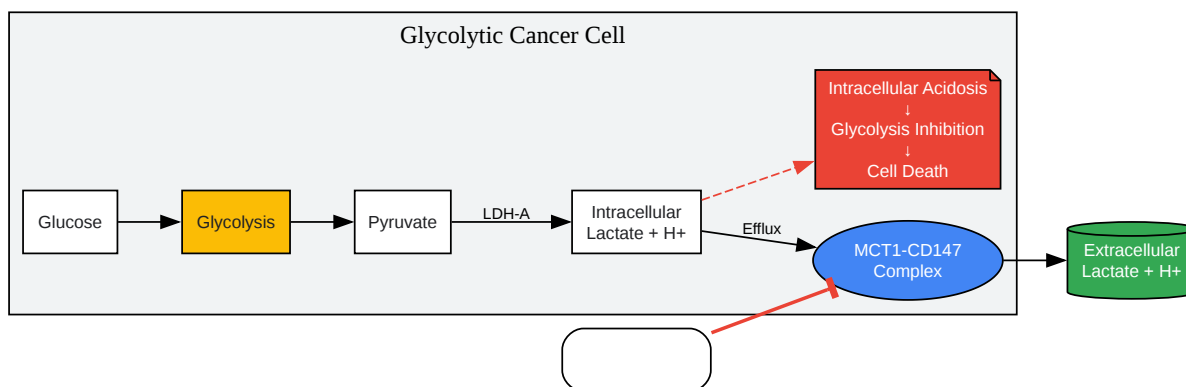 Glycolytic Cancer Cell
Intracellular Acidosis
↓
Glycolysis Inhibition
↓
Cell Death
Glucose
Glycolysis
Pyruvate
LDH-A
Intracellular
Lactate + H+
Efflux
MCT1-CD147
Complex
Extracellular
Lactate + H+